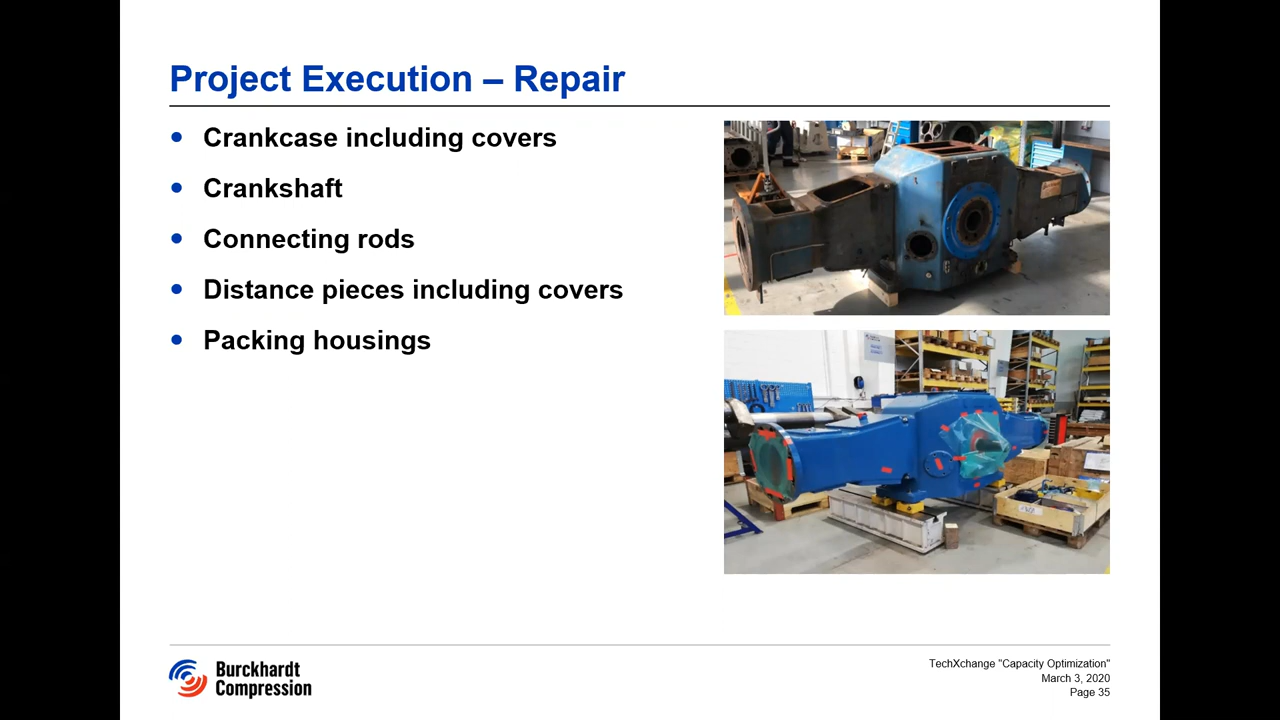 Project Execution – Repair
Crankcase including covers
Crankshaft
Connecting rods
Distance pieces including covers
Packing housings
Burckhardt
Compression
TechXchange "Capacity Optimization"
March 3, 2020
Page 35